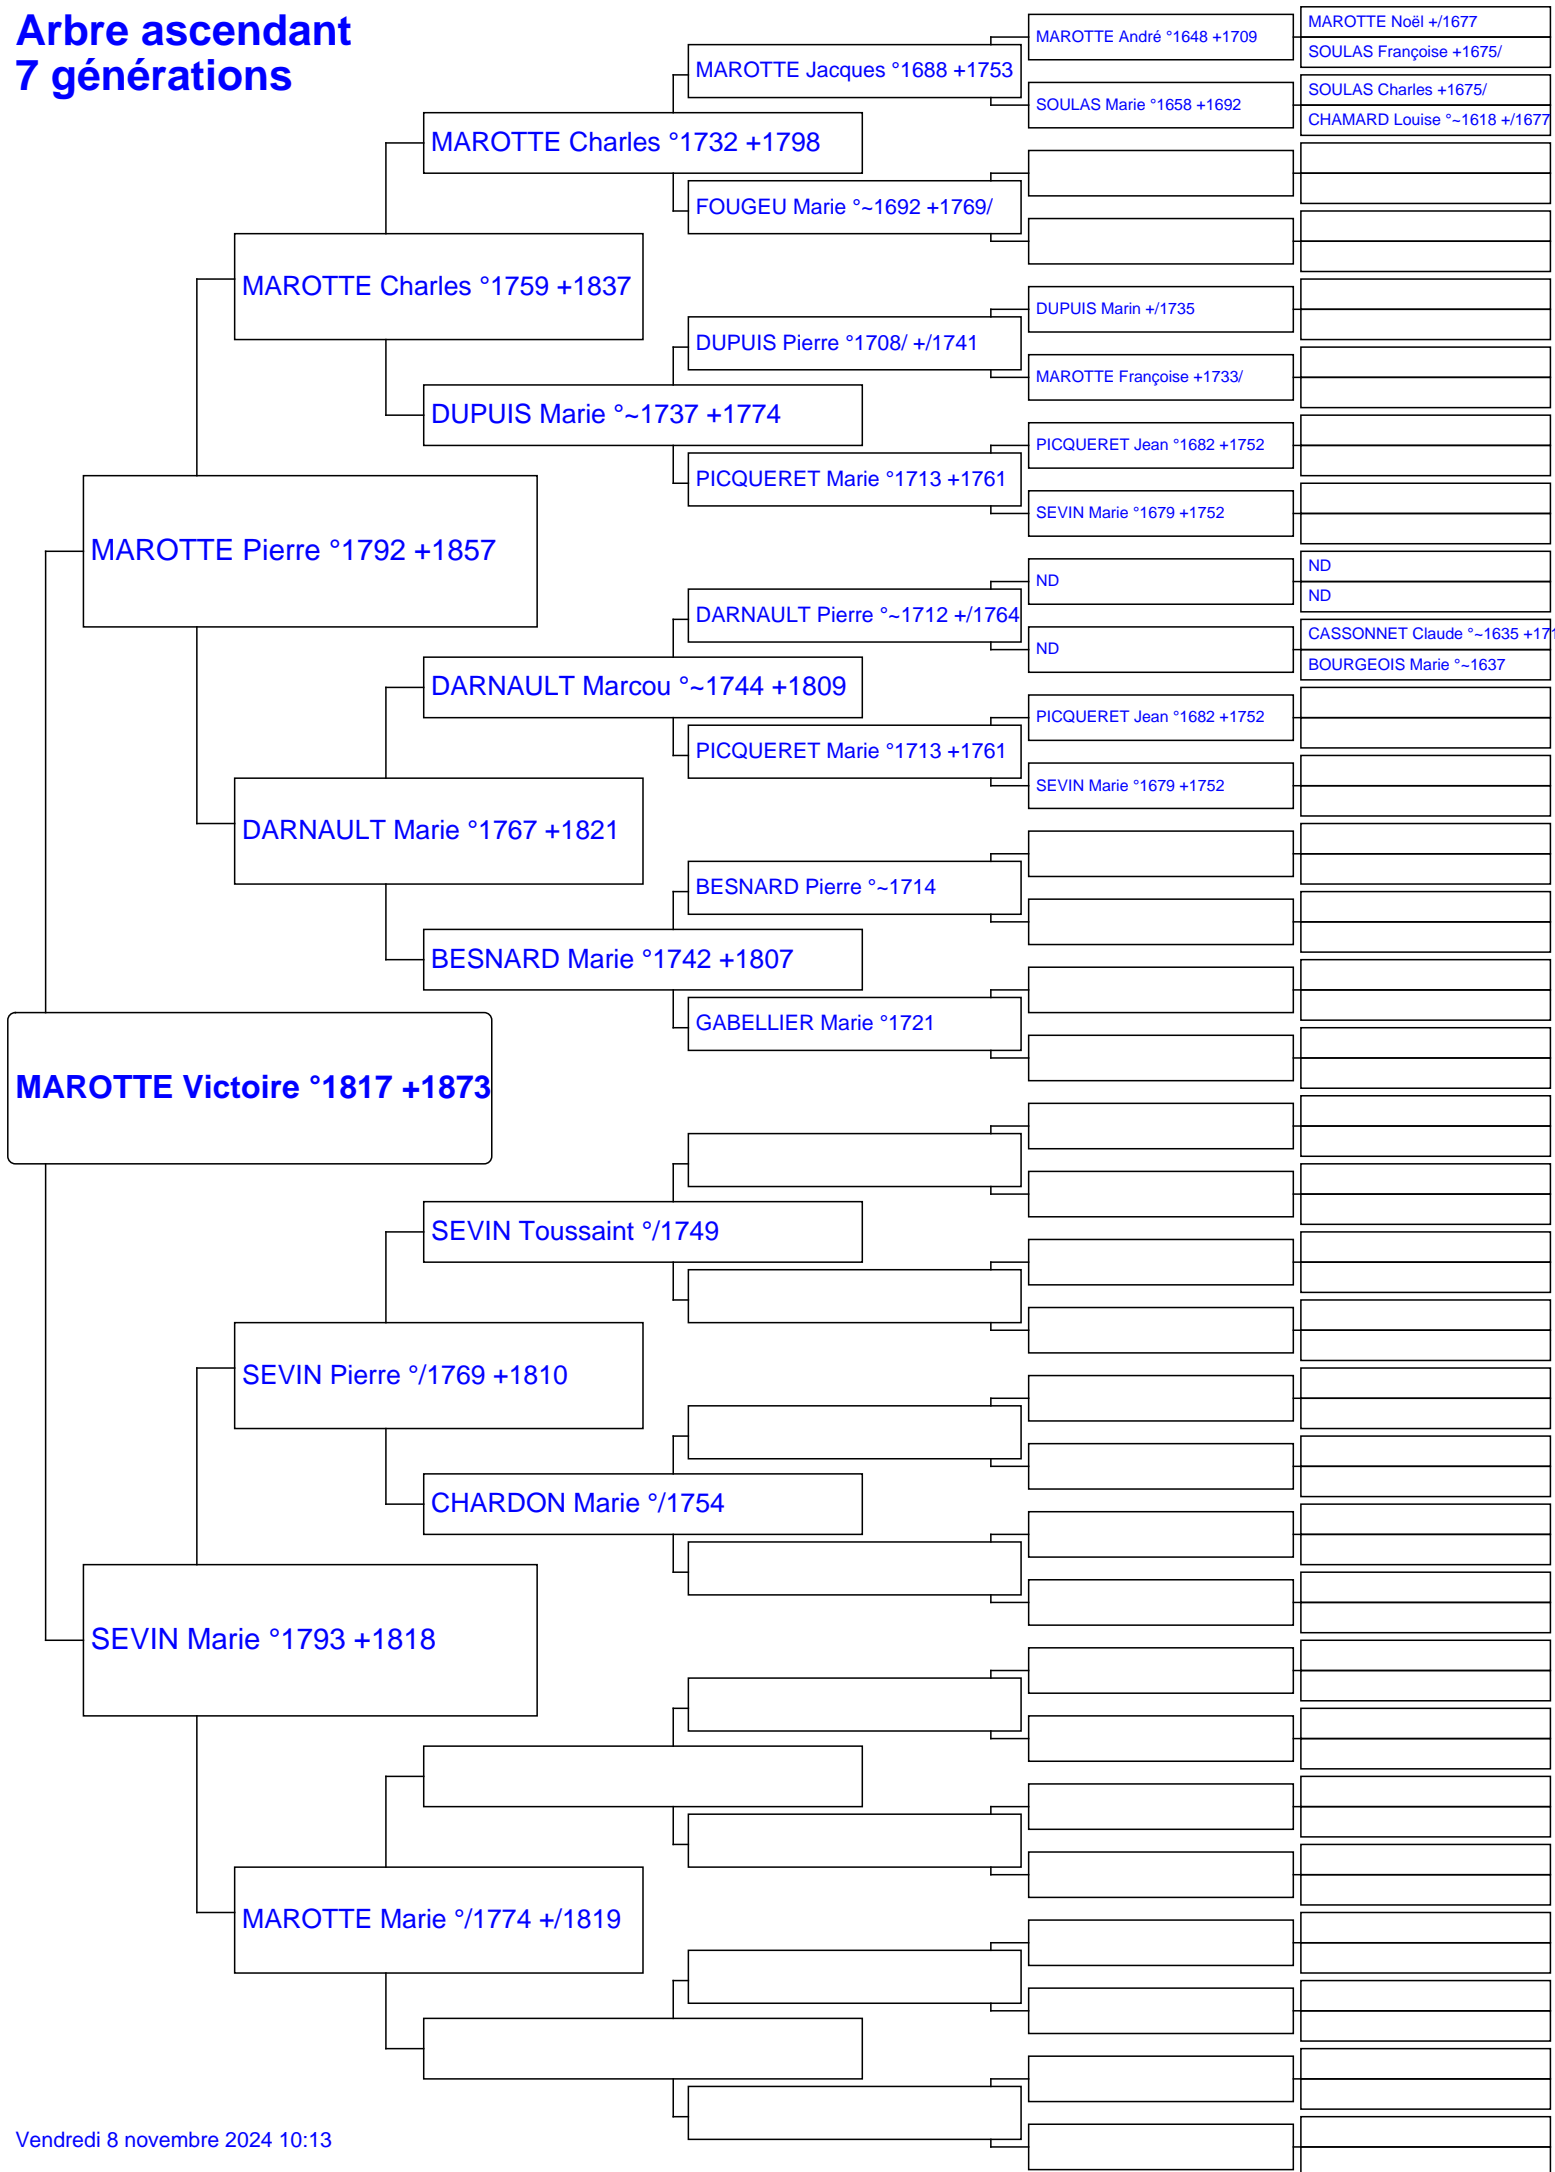 Arbre ascendant
7 générations
MAROTTE Victoire °1817 +1873
MAROTTE Pierre °1792 +1857
SEVIN Marie °1793 +1818
MAROTTE Charles °1759 +1837
DARNAULT Marie °1767 +1821
SEVIN Pierre °/1769 +1810
MAROTTE Marie °/1774 +/1819
MAROTTE Charles °1732 +1798
DUPUIS Marie °~1737 +1774
DARNAULT Marcou °~1744 +1809
BESNARD Marie °1742 +1807
SEVIN Toussaint °/1749
CHARDON Marie °/1754
MAROTTE Jacques °1688 +1753
FOUGEU Marie °~1692 +1769/
DUPUIS Pierre °1708/ +/1741
PICQUERET Marie °1713 +1761
DARNAULT Pierre °~1712 +/1764
PICQUERET Marie °1713 +1761
BESNARD Pierre °~1714
GABELLIER Marie °1721
MAROTTE André °1648 +1709
SOULAS Marie °1658 +1692
DUPUIS Marin +/1735
MAROTTE Françoise +1733/
PICQUERET Jean °1682 +1752
SEVIN Marie °1679 +1752
ND
ND
PICQUERET Jean °1682 +1752
SEVIN Marie °1679 +1752
MAROTTE Noël +/1677
SOULAS Françoise +1675/
SOULAS Charles +1675/
CHAMARD Louise °~1618 +/1677
ND
ND
CASSONNET Claude °~1635 +171
BOURGEOIS Marie °~1637
Vendredi 8 novembre 2024 10:13